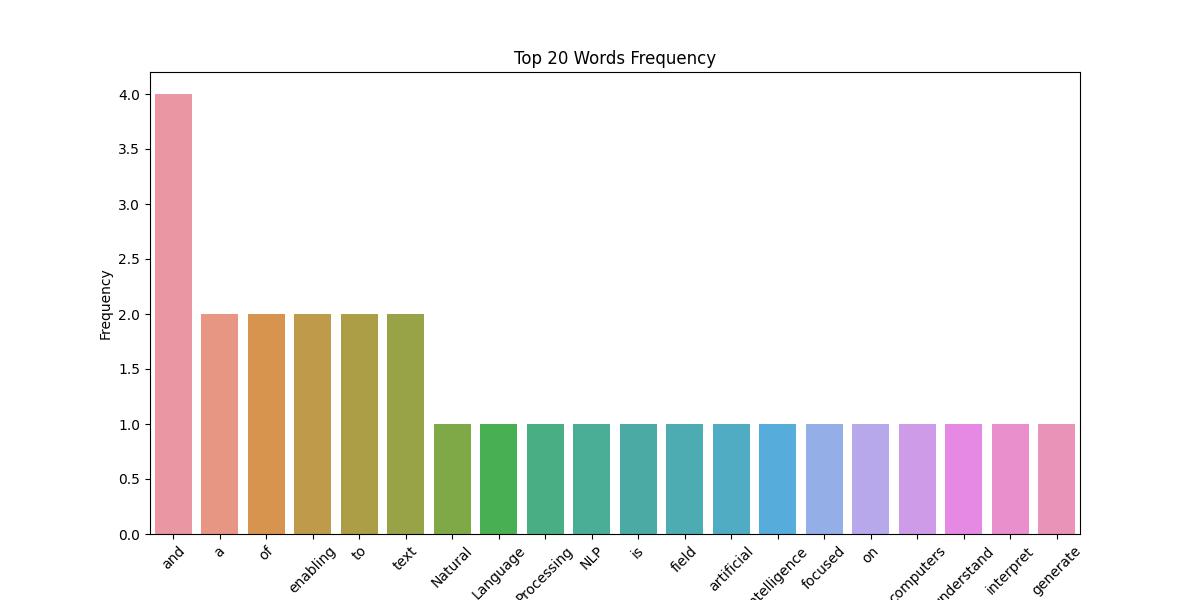 Top 20 Words Frequency
4.0
3.5
3.0
2.5
2.0
1.5
1.0
0.5
0.0
Frequency
and
a
of
enabling
to
text
Natural
Language
Processing
NLP
is
field
artificial
ntelligence
focused
on
computers
nderstand
interpret
generate